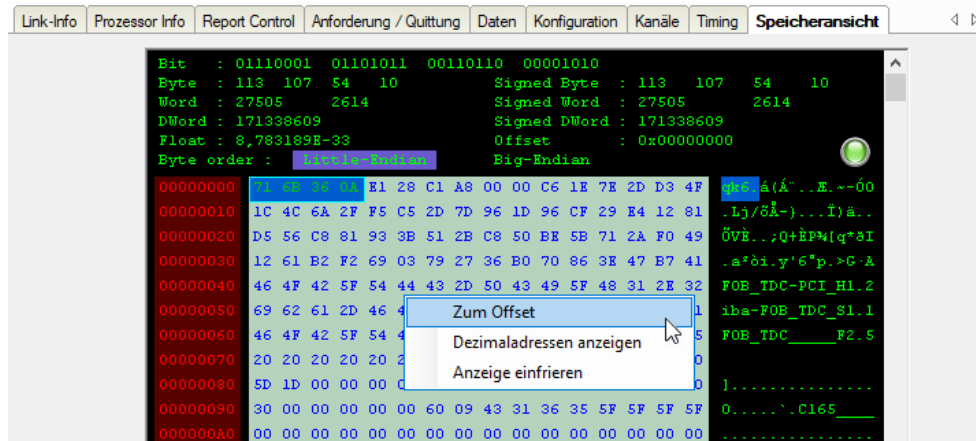 Link-Info Prozessor Info Report Control Anforderung / Quittung Daten Konfiguration Kanäle Timing Speicheransicht
Bit : 01110001 01101011 00110110 00001010
Byte : 113 107 54 10 Signed Byte : 113 107 54 10
Word : 27505 2614 Signed Word : 27505 2614
DWord : 171338609 Signed DWord : 171338609
Float : 8,783189E-33 Offset : 0x00000000
Byte order : Little-Endian Big-Endian
00000000 71 6B 36 0A E1 28 C1 A8 00 00 C6 1E 7E 2D D3 4F qk6.á(Á¨..Æ.~-ÓO
00000010 1C 4C 6A 2F F5 C5 2D 7D 96 1D 96 CF 29 E4 12 81 .Lj/õÅ-}...Ï)ä..
00000020 D5 56 C8 81 93 3B 51 2B C8 50 BE 5B 71 2A F0 49 ÕVÈ..;Q+ÈP¾[q*ðI
00000030 12 61 B2 F2 69 03 79 27 36 B0 70 86 3E 47 B7 41 .a²òi.y'6°p.>G·A
00000040 46 4F 42 5F 54 44 43 2D 50 43 49 5F 48 31 2E 32 FOB_TDC-PCI_H1.2
00000050 69 62 61 2D 46 iba-FOB_TDC_S1.1
Zum Offset
00000060 46 4F 42 5F 54 FOB_TDC_____F2.5
Dezimaladressen anzeigen
00000070 20 20 20 20 20
Anzeige einfrieren
00000080 5D 1D 00 00 00 ]...............
00000090 30 00 00 00 00 00 60 09 43 31 36 35 5F 5F 5F 5F 0.....`.C165____
000000A0 00 00 00 00 00 00 00 00 00 00 00 00 00 00 00 00 ................